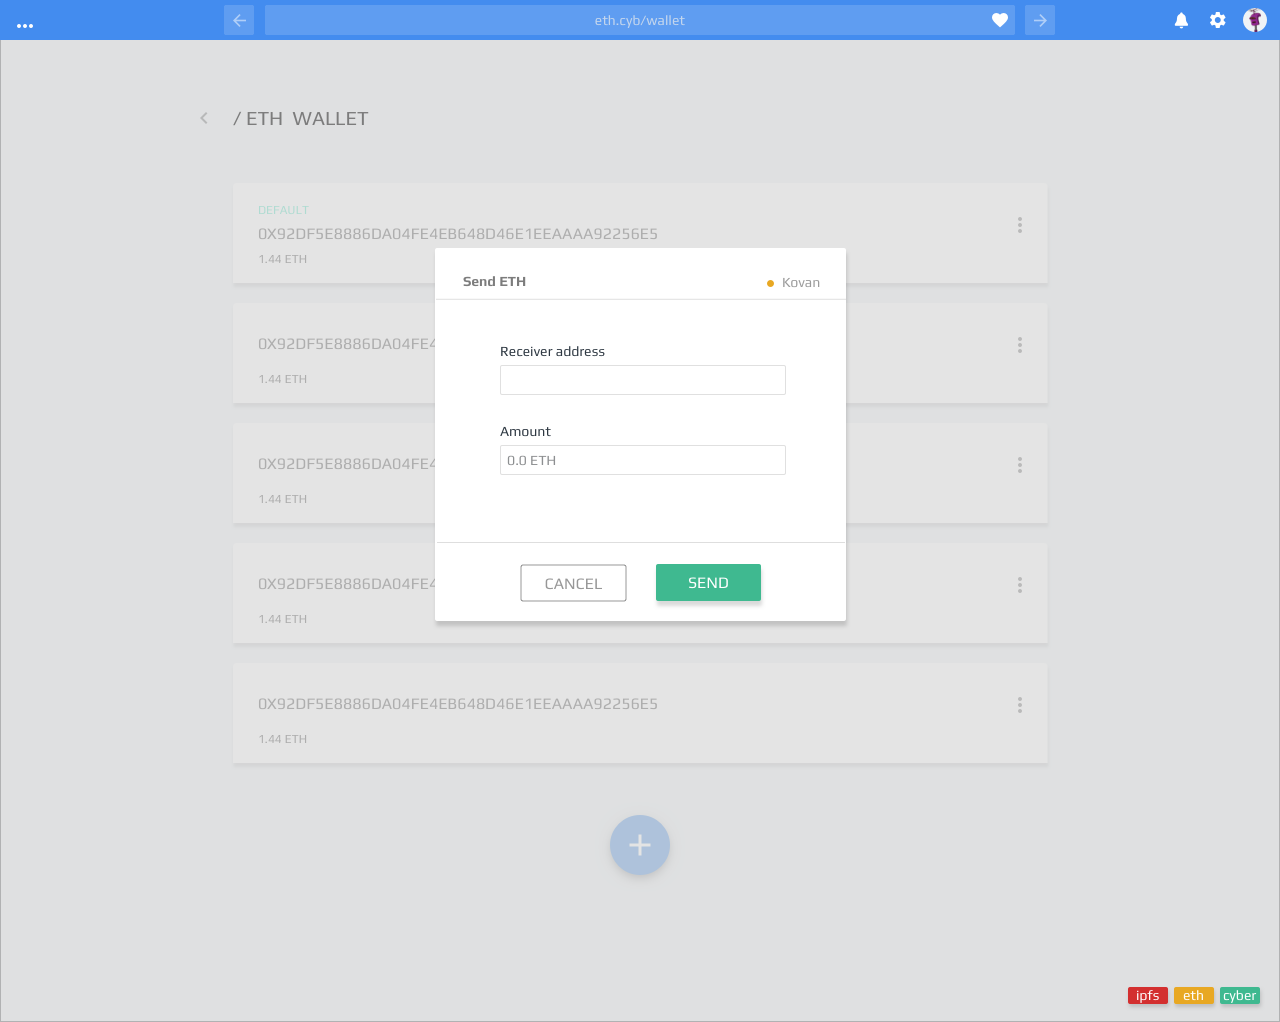 eth.cyb/wallet
/ ETH WALLET
DEFAULT
0X92DF5E8886DA04FE4EB648D46E1EEAAAA92256E5
1.44 ETH
Send ETH
Kovan
0X92DF5E8886DA04FE4
Receiver address
1.44 ETH
Amount
0X92DF5E8886DA04FE4
0.0 ETH
1.44 ETH
0X92DF5E8886DA04FE4
CANCEL
SEND
1.44 ETH
0X92DF5E8886DA04FE4EB648D46E1EEAAAA92256E5
1.44 ETH
ipfs
eth
cyber